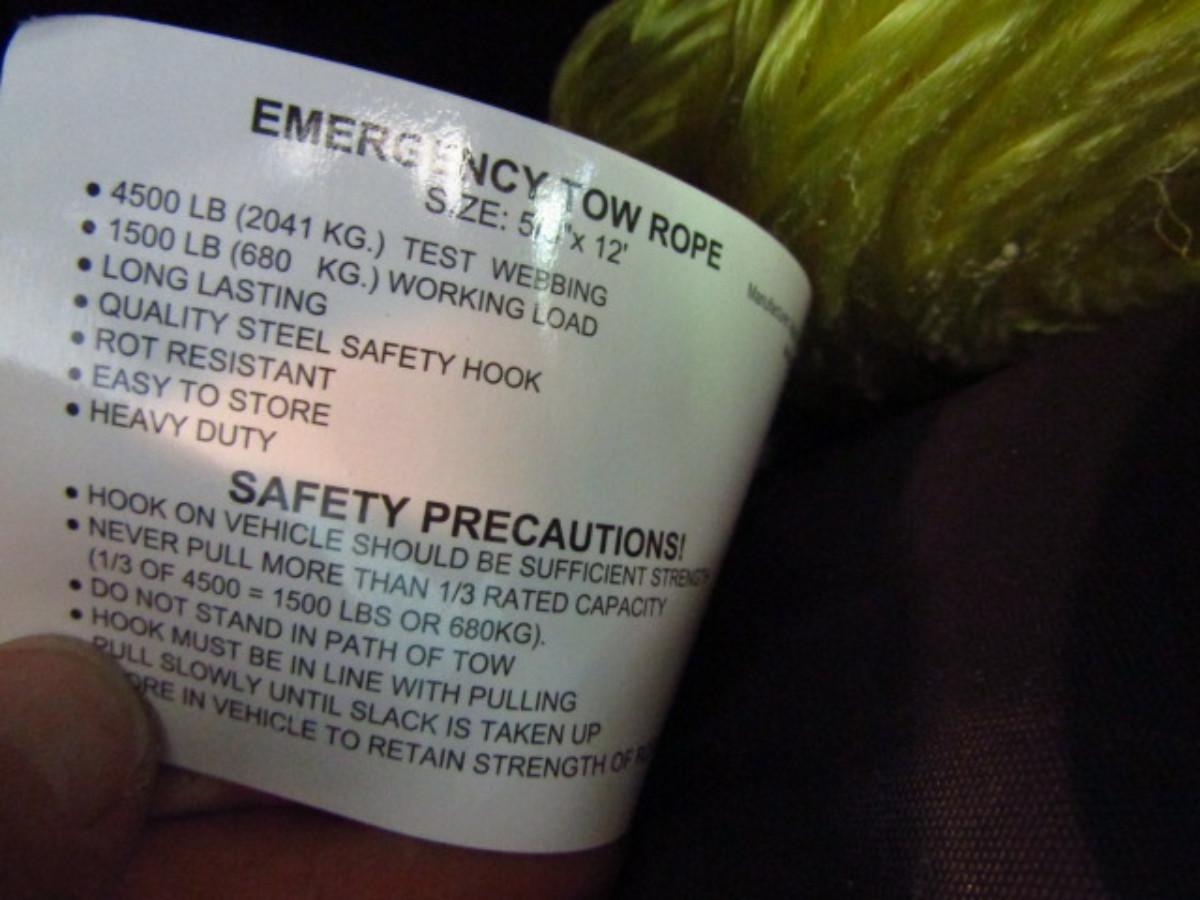 EMERGENCY TOW ROPE
SIZE: 5/8"x 12'
• 4500 LB (2041 KG.) TEST WEBBING
• 1500 LB (680 KG.) WORKING LOAD
• LONG LASTING
• QUALITY STEEL SAFETY HOOK
• ROT RESISTANT
• EASY TO STORE
• HEAVY DUTY
SAFETY PRECAUTIONS!
• HOOK ON VEHICLE SHOULD BE SUFFICIENT STRENGTH
• NEVER PULL MORE THAN 1/3 RATED CAPACITY
(1/3 OF 4500 = 1500 LBS OR 680KG).
• DO NOT STAND IN PATH OF TOW
• HOOK MUST BE IN LINE WITH PULLING
PULL SLOWLY UNTIL SLACK IS TAKEN UP
IN VEHICLE TO RETAIN STRENGTH OF